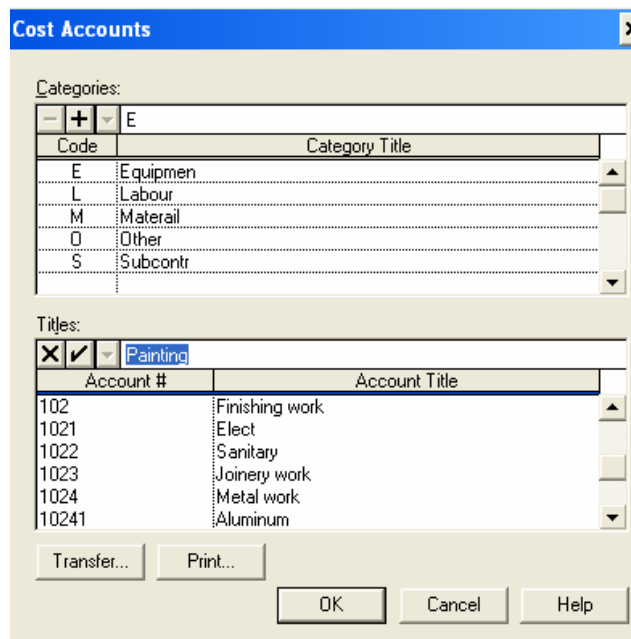 Cost Accounts
Categories:
E
Code Category Title
E Equipmen
L Labour
M Materail
O Other
S Subcontr
Titles:
Painting
Account # Account Title
102 Finishing work
1021 Elect
1022 Sanitary
1023 Joinery work
1024 Metal work
10241 Aluminum
Transfer... Print...
OK Cancel Help